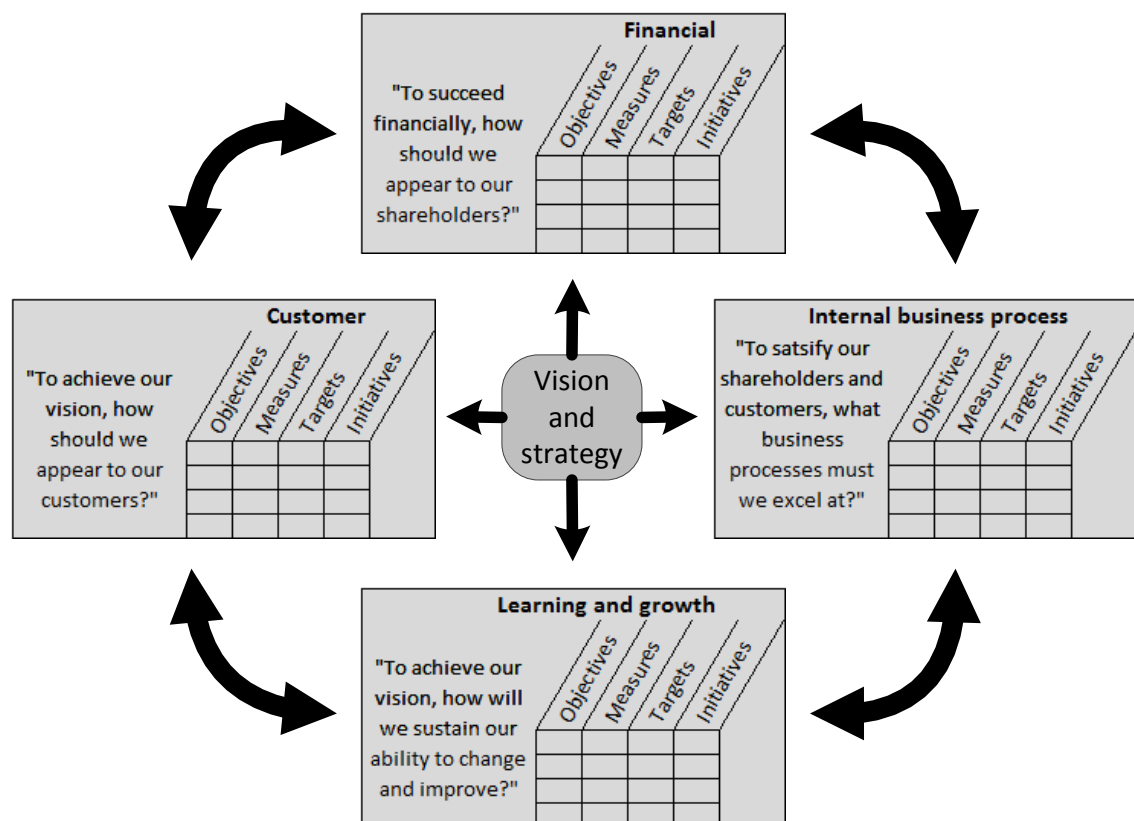 Financial
"To succeed
financially, how
should we
appear to our
shareholders?"
Objectives
Measures
Targets
Initiatives
Customer
"To achieve our
vision, how
should we
appear to our
customers?"
Objectives
Measures
Targets
Initiatives
Vision
and
strategy
Internal business process
"To satsify our
shareholders and
customers, what
business
processes must
we excel at?"
Objectives
Measures
Targets
Initiatives
Learning and growth
"To achieve our
vision, how will
we sustain our
ability to change
and improve?"
Objectives
Measures
Targets
Initiatives